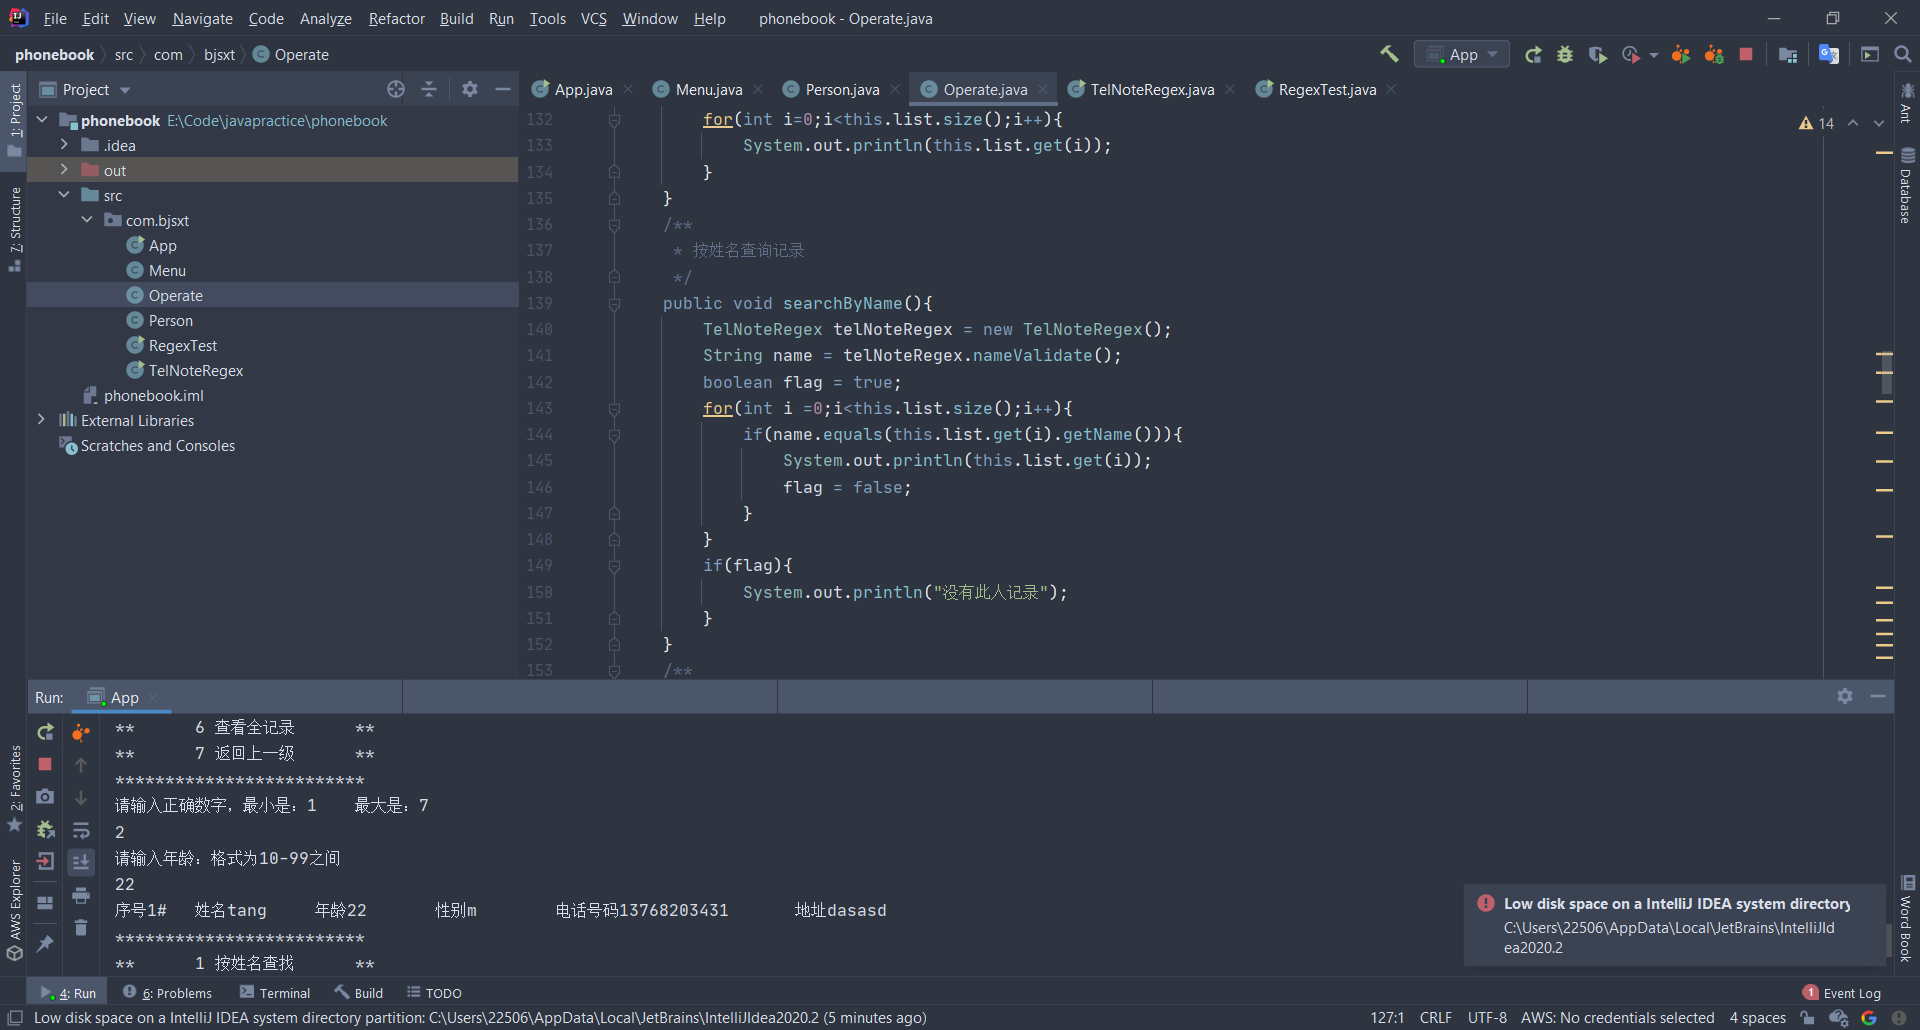 File Edit View Navigate Code Analyze Refactor Build Run Tools VCS Window Help phonebook - Operate.java
phonebook src com bjsxt Operate
App
Project
App.java Menu.java Person.java Operate.java TelNoteRegex.java RegexTest.java
1: Project
7: Structure
2: Favorites
AWS Explorer
phonebook E:\Code\javapractice\phonebook
.idea
out
src
com.bjsxt
App
Menu
Operate
Person
RegexTest
TelNoteRegex
phonebook.iml
External Libraries
Scratches and Consoles
14
132 for(int i=0;i<this.list.size();i++){
133 System.out.println(this.list.get(i));
134 }
135 }
136 /**
137 * 按姓名查询记录
138 */
139 public void searchByName(){
140 TelNoteRegex telNoteRegex = new TelNoteRegex();
141 String name = telNoteRegex.nameValidate();
142 boolean flag = true;
143 for(int i =0;i<this.list.size();i++){
144 if(name.equals(this.list.get(i).getName())){
145 System.out.println(this.list.get(i));
146 flag = false;
147 }
148 }
149 if(flag){
150 System.out.println("没有此人记录");
151 }
152 }
153 /**
Ant
Database
Word Book
Run: App
** 6 查看全记录 **
** 7 返回上一级 **
*************************
请输入正确数字，最小是：1 最大是：7
2
请输入年龄：格式为10-99之间
22
序号1# 姓名tang 年龄22 性别m 电话号码13768203431 地址dasasd
*************************
** 1 按姓名查找 **
Low disk space on a IntelliJ IDEA system directory
C:\Users\22506\AppData\Local\JetBrains\IntelliJId
ea2020.2
4: Run 6: Problems Terminal Build TODO
1 Event Log
Low disk space on a IntelliJ IDEA system directory partition: C:\Users\22506\AppData\Local\JetBrains\IntelliJIdea2020.2 (5 minutes ago)
127:1 CRLF UTF-8 AWS: No credentials selected 4 spaces